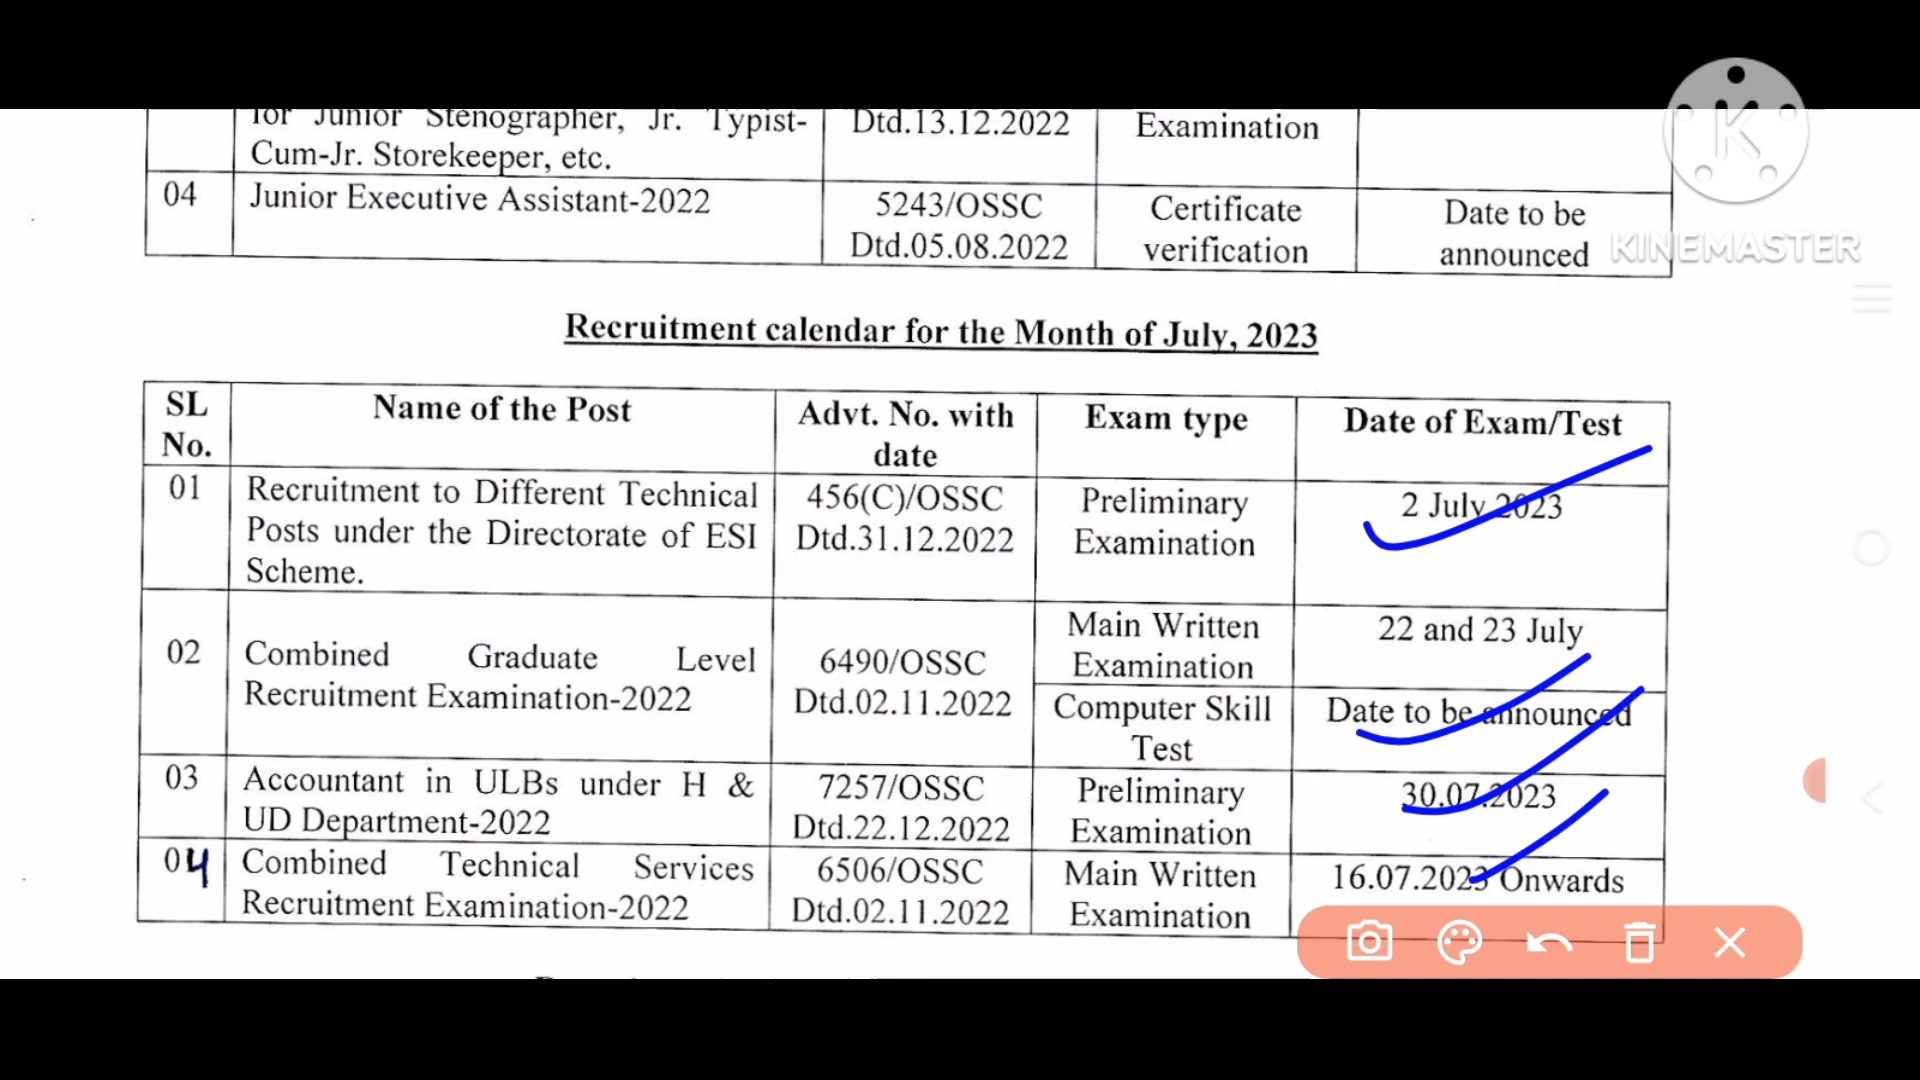 for Junior Stenographer, Jr. Typist-
Cum-Jr. Storekeeper, etc.
Dtd.13.12.2022
Examination
04
Junior Executive Assistant-2022
5243/OSSC
Dtd.05.08.2022
Certificate
verification
Date to be
announced
KINEMASTER
Recruitment calendar for the Month of July, 2023
SL
No.
Name of the Post
Advt. No. with
date
Exam type
Date of Exam/Test
01
Recruitment to Different Technical
Posts under the Directorate of ESI
Scheme.
456(C)/OSSC
Dtd.31.12.2022
Preliminary
Examination
2 July 2023
02
Combined Graduate Level
Recruitment Examination-2022
6490/OSSC
Dtd.02.11.2022
Main Written
Examination
22 and 23 July
Computer Skill
Test
Date to be announced
03
Accountant in ULBs under H &
UD Department-2022
7257/OSSC
Dtd.22.12.2022
Preliminary
Examination
30.07.2023
04
Combined Technical Services
Recruitment Examination-2022
6506/OSSC
Dtd.02.11.2022
Main Written
Examination
16.07.2023 Onwards